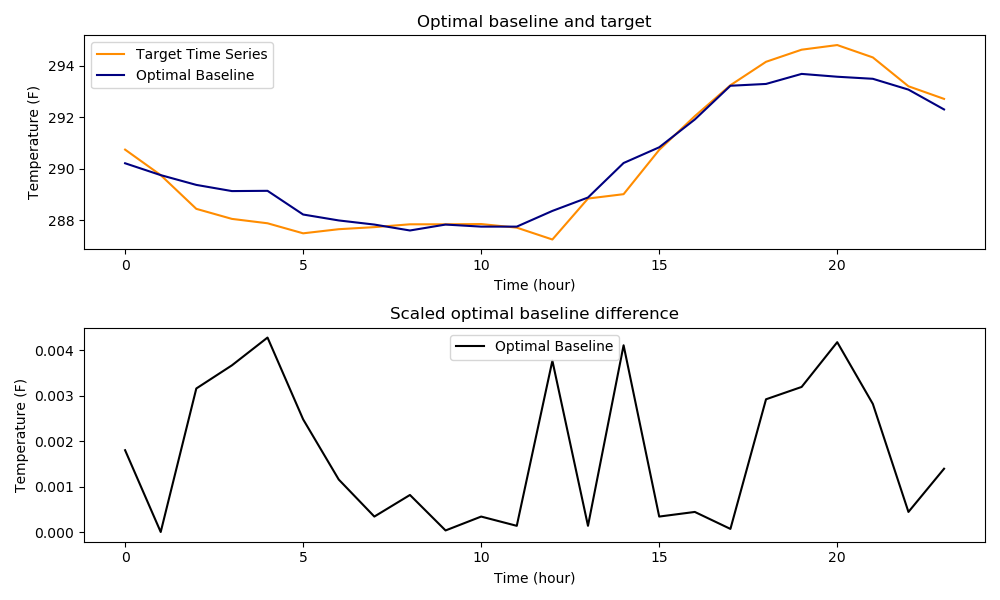 Optimal baseline and target
Target Time Series
Optimal Baseline
Temperature (F)
294
292
290
288
0 5 10 15 20
Time (hour)
Scaled optimal baseline difference
Optimal Baseline
Temperature (F)
0.004
0.003
0.002
0.001
0.000
0 5 10 15 20
Time (hour)